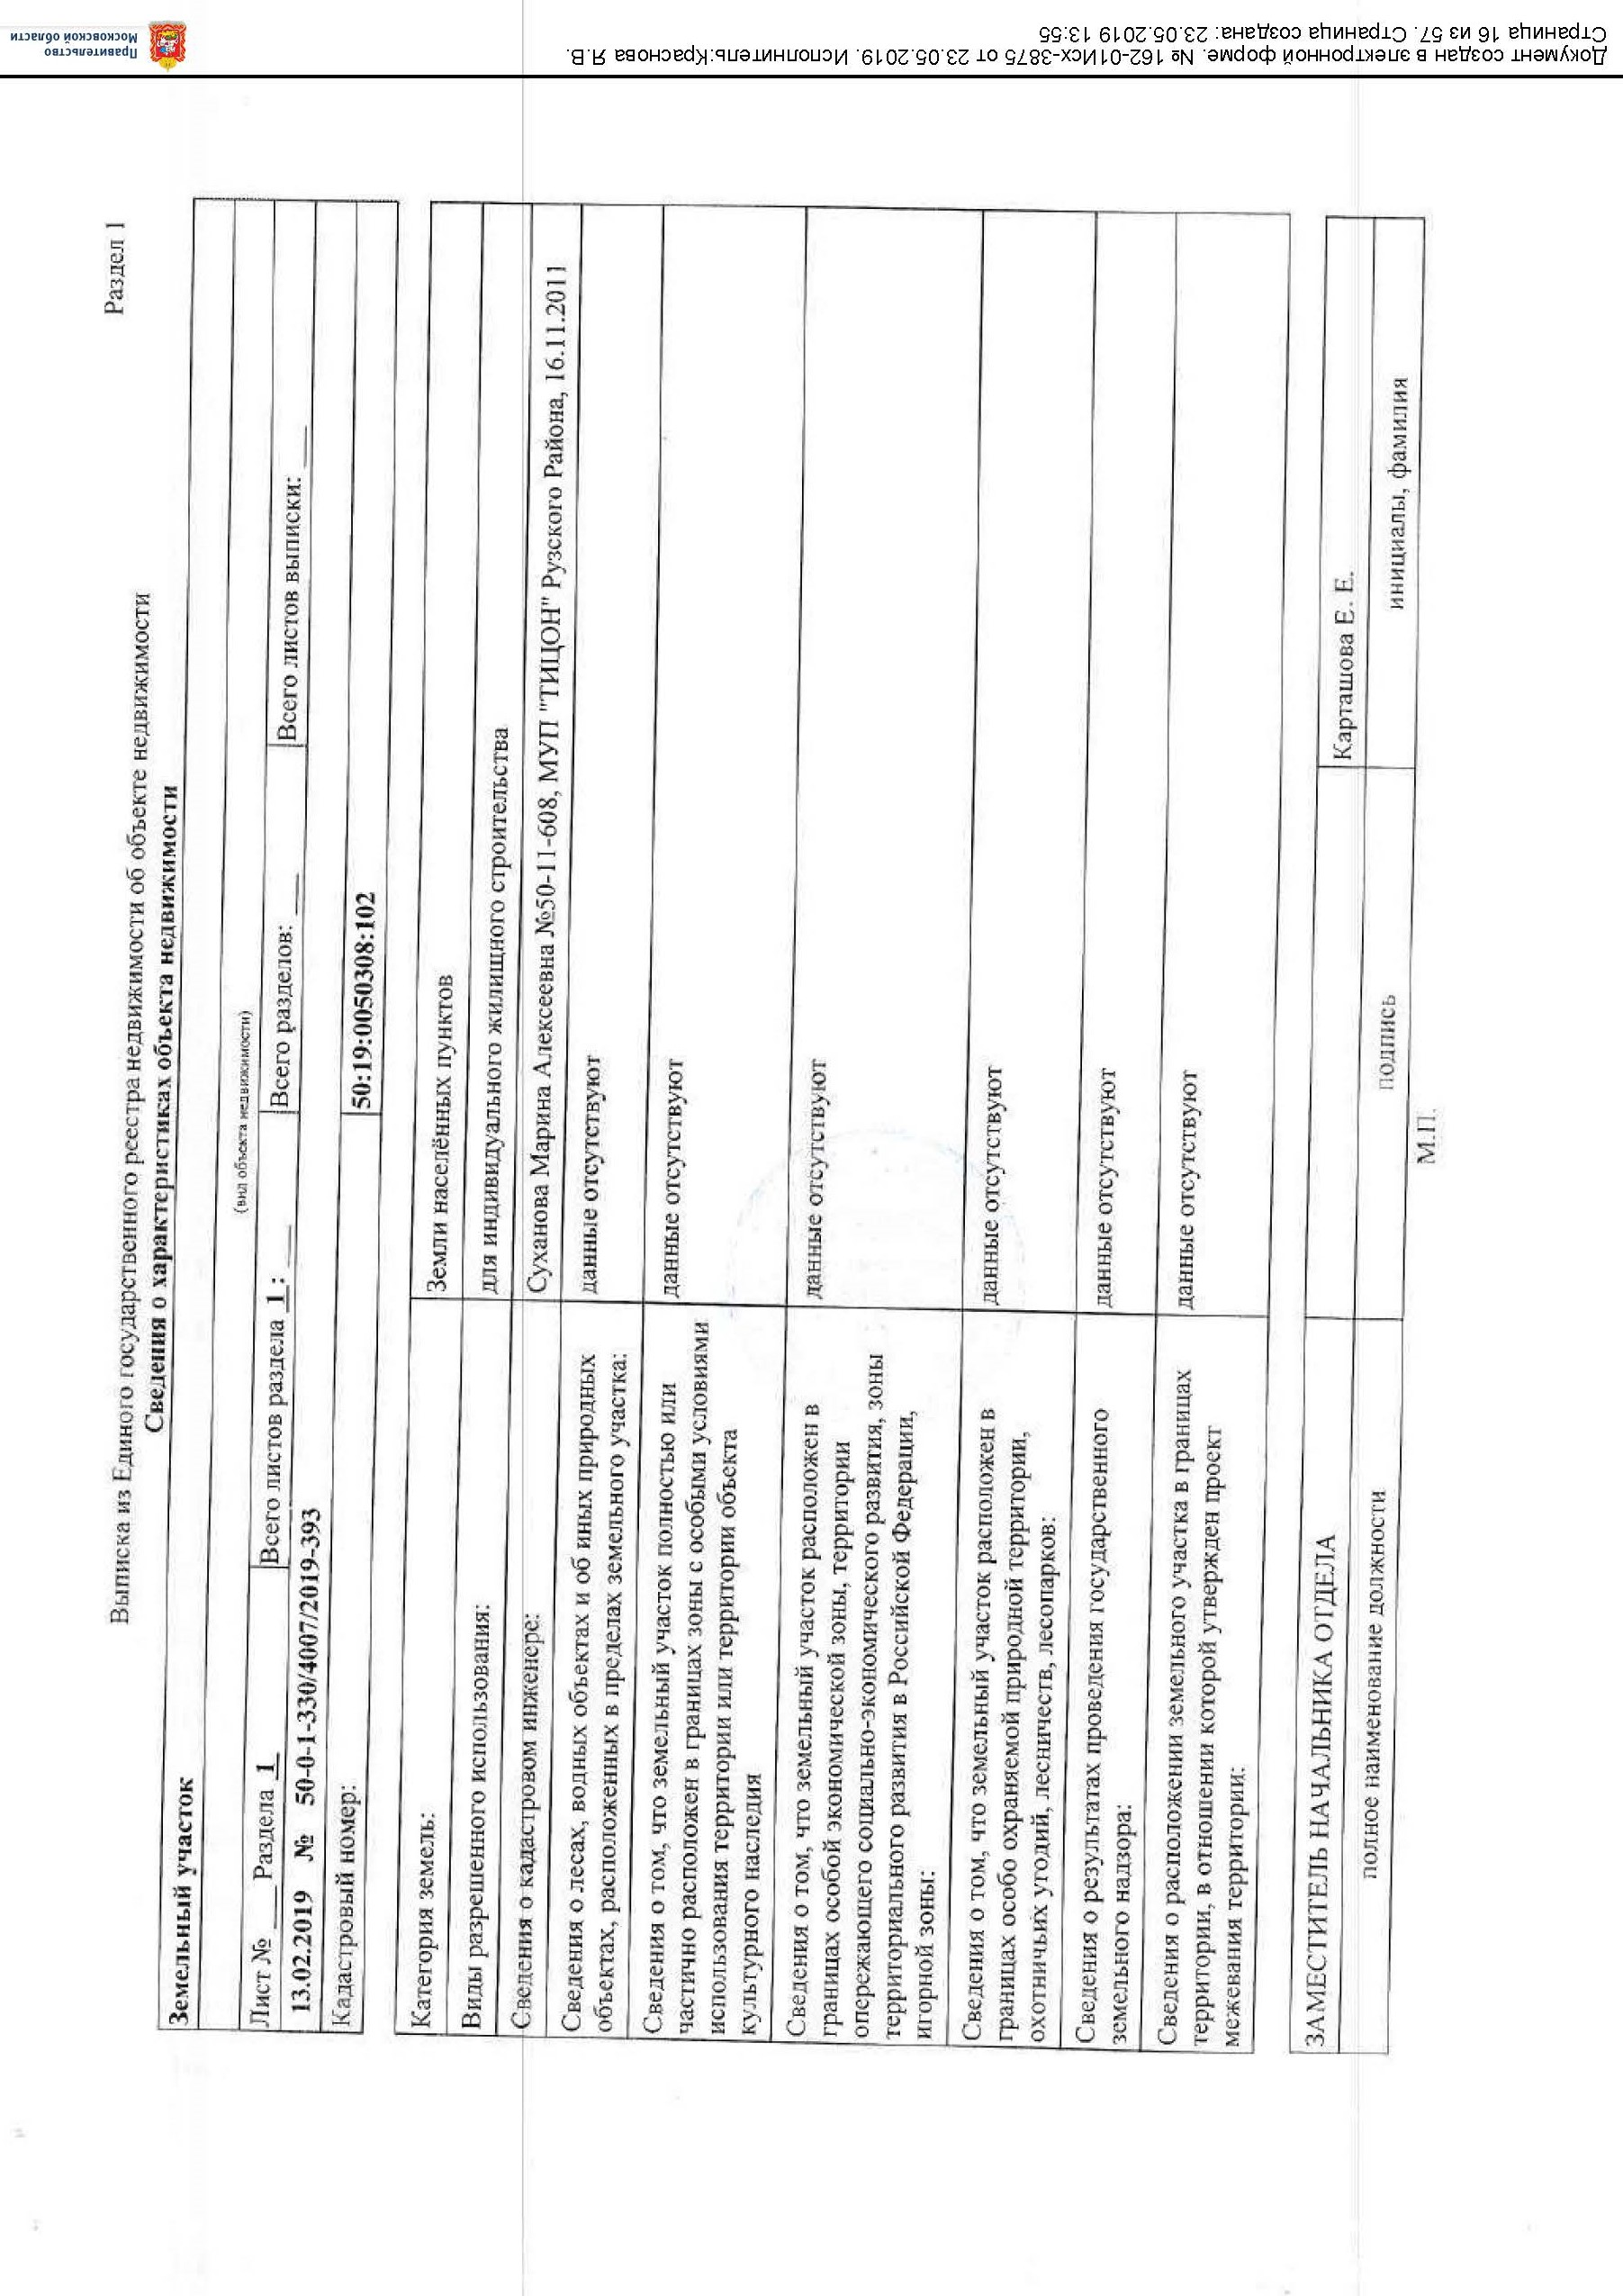 Документ создан в электронной форме. № 162-01Исх-3875 от 23.05.2019. Исполнитель:Краснова Я.В.
Страница 16 из 57. Страница создана: 23.05.2019 13:55
Правительство
Московской области
Раздел 1
Выписка из Единого государственного реестра недвижимости об объекте недвижимости
Сведения о характеристиках объекта недвижимости
Земельный участок
(вид объекта недвижимости)
Лист № ___ Раздела 1
Всего листов раздела 1 : ___
Всего разделов: ___
Всего листов выписки: ___
13.02.2019 № 50-0-1-330/4007/2019-393
Кадастровый номер:
50:19:0050308:102
Категория земель:
Земли населённых пунктов
Виды разрешенного использования:
для индивидуального жилищного строительства
Сведения о кадастровом инженере:
Суханова Марина Алексеевна №50-11-608, МУП "ТИЦОН" Рузского Района, 16.11.2011
Сведения о лесах, водных объектах и об иных природных
объектах, расположенных в пределах земельного участка:
данные отсутствуют
Сведения о том, что земельный участок полностью или
частично расположен в границах зоны с особыми условиями
использования территории или территории объекта
культурного наследия
данные отсутствуют
Сведения о том, что земельный участок расположен в
границах особой экономической зоны, территории
опережающего социально-экономического развития, зоны
территориального развития в Российской Федерации,
игорной зоны:
данные отсутствуют
Сведения о том, что земельный участок расположен в
границах особо охраняемой природной территории,
охотничьих угодий, лесничеств, лесопарков:
данные отсутствуют
Сведения о результатах проведения государственного
земельного надзора:
данные отсутствуют
Сведения о расположении земельного участка в границах
территории, в отношении которой утвержден проект
межевания территории:
данные отсутствуют
ЗАМЕСТИТЕЛЬ НАЧАЛЬНИКА ОТДЕЛА
Карташова Е. Е.
полное наименование должности
подпись
инициалы, фамилия
М.П.